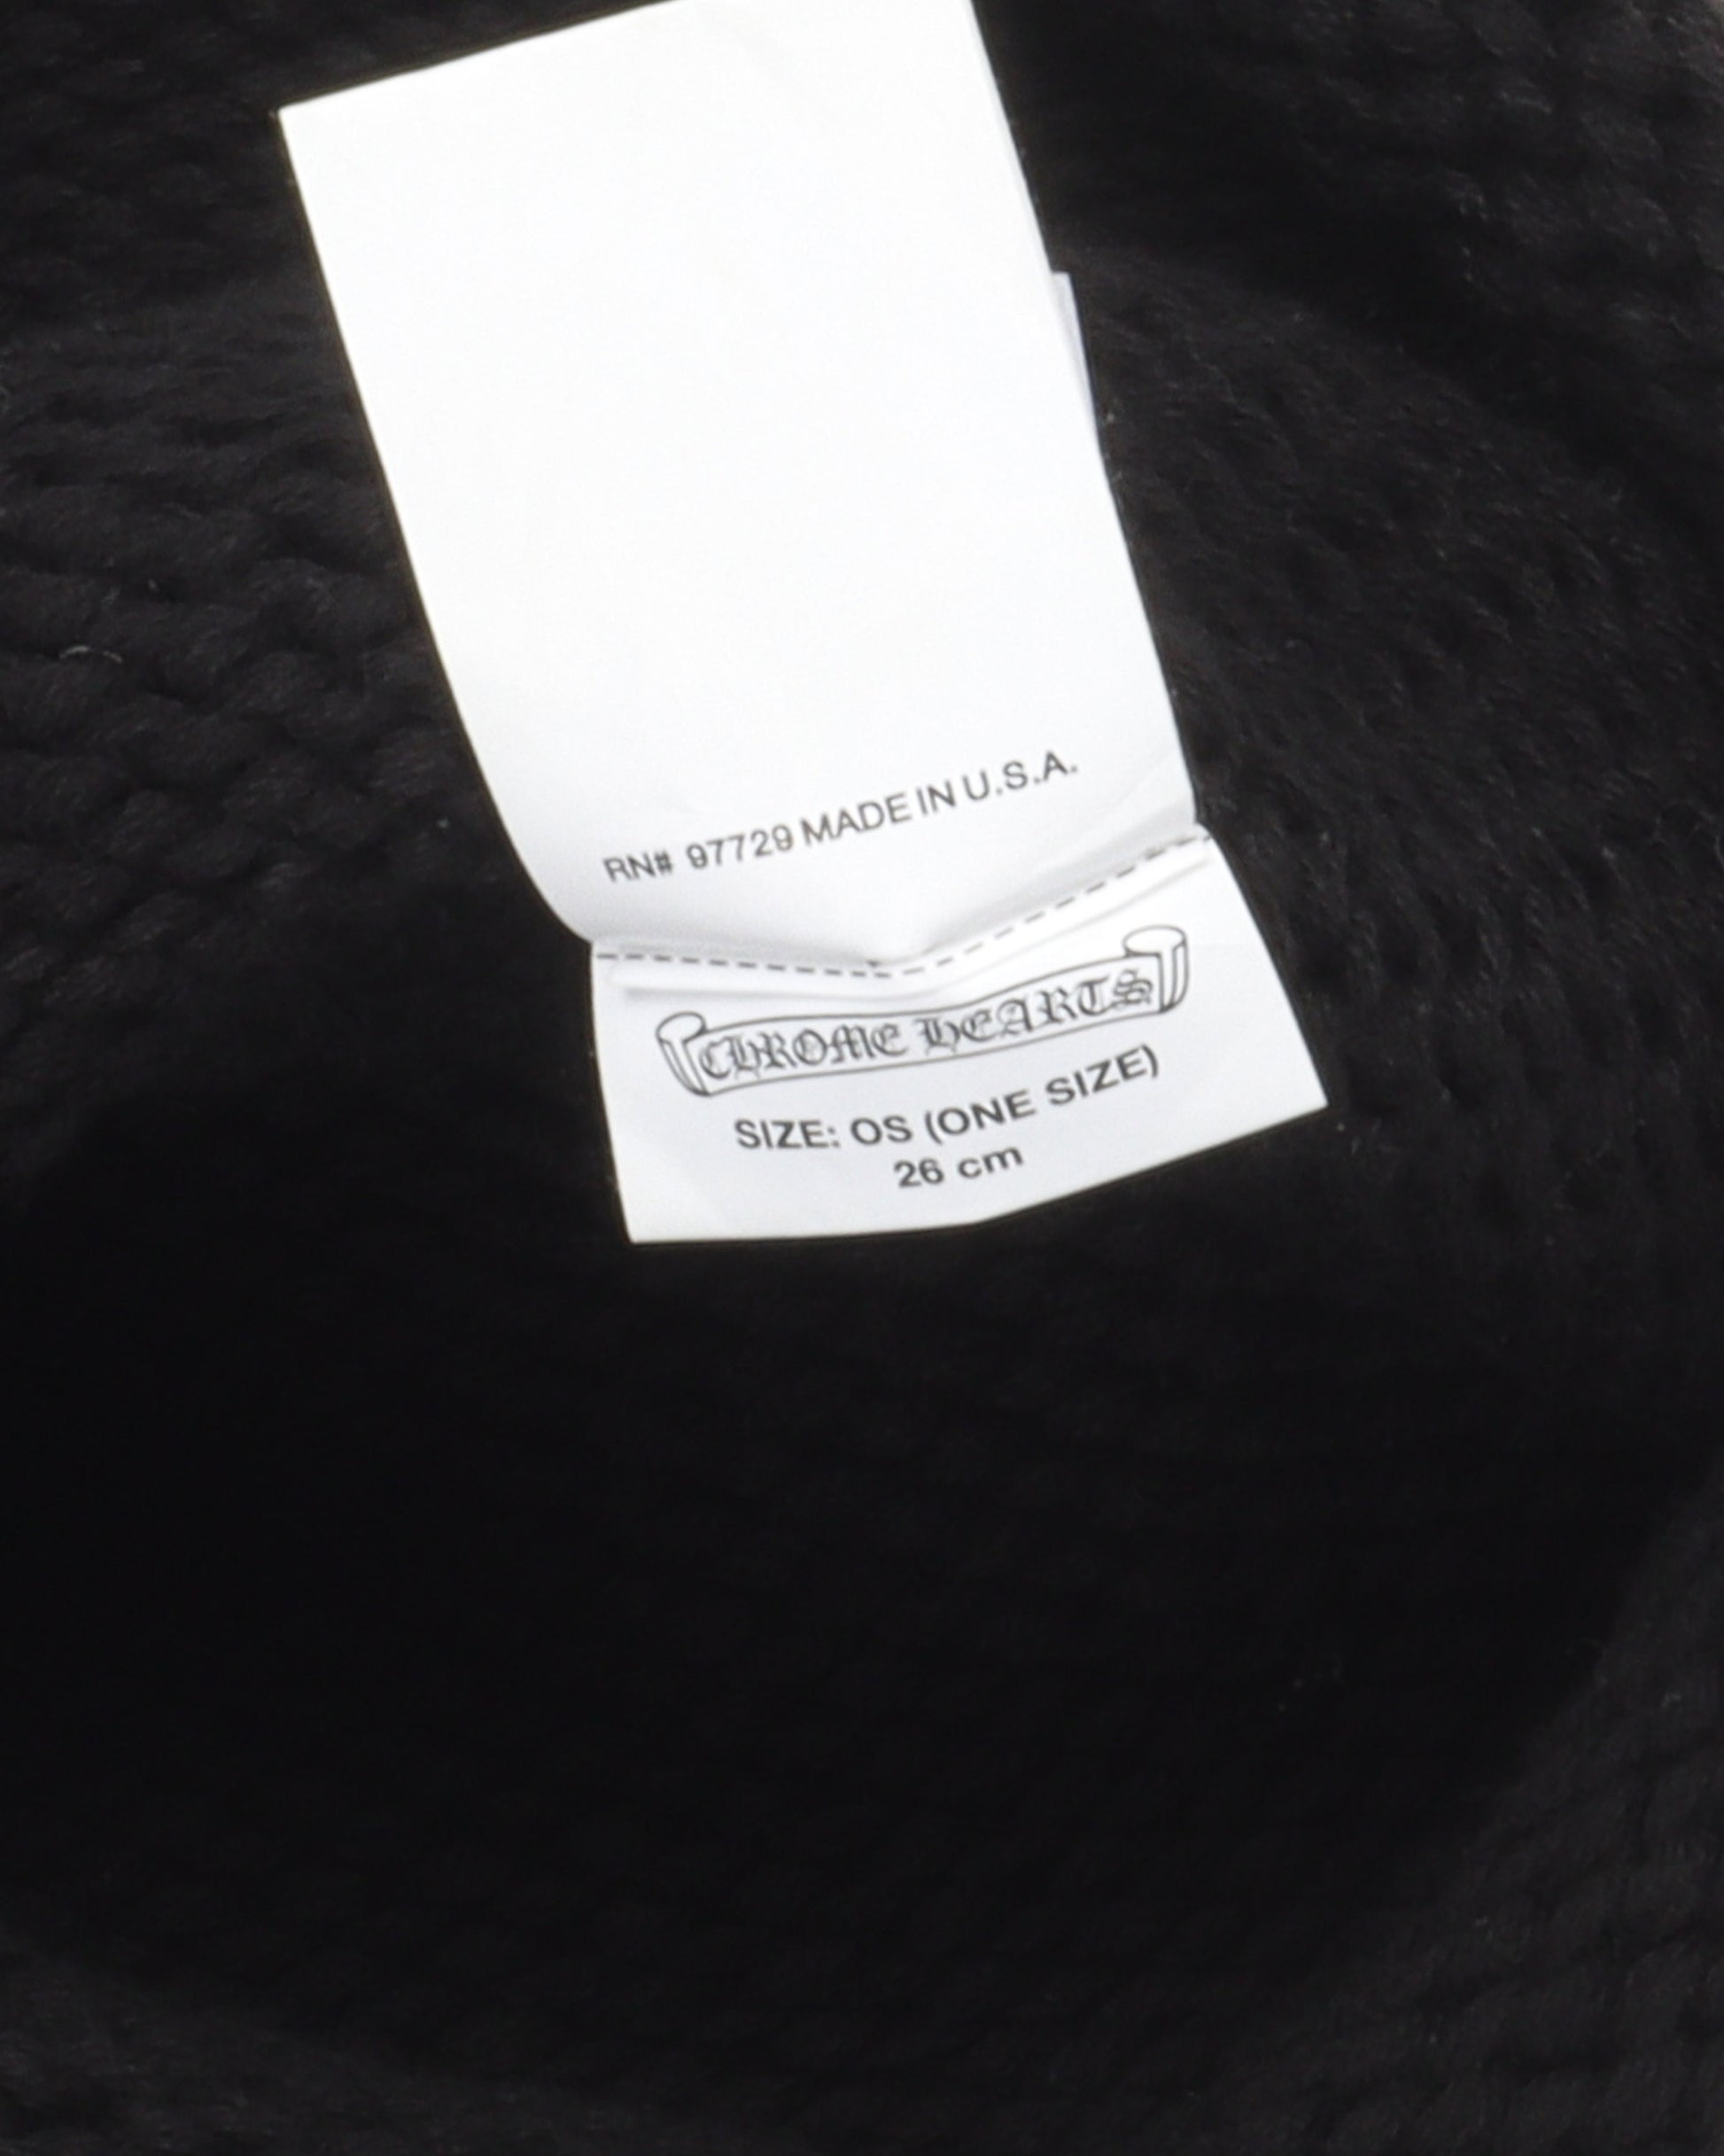 RN# 97729 MADE IN U.S.A.
CHROME HEARTS
SIZE: OS (ONE SIZE)
26 cm